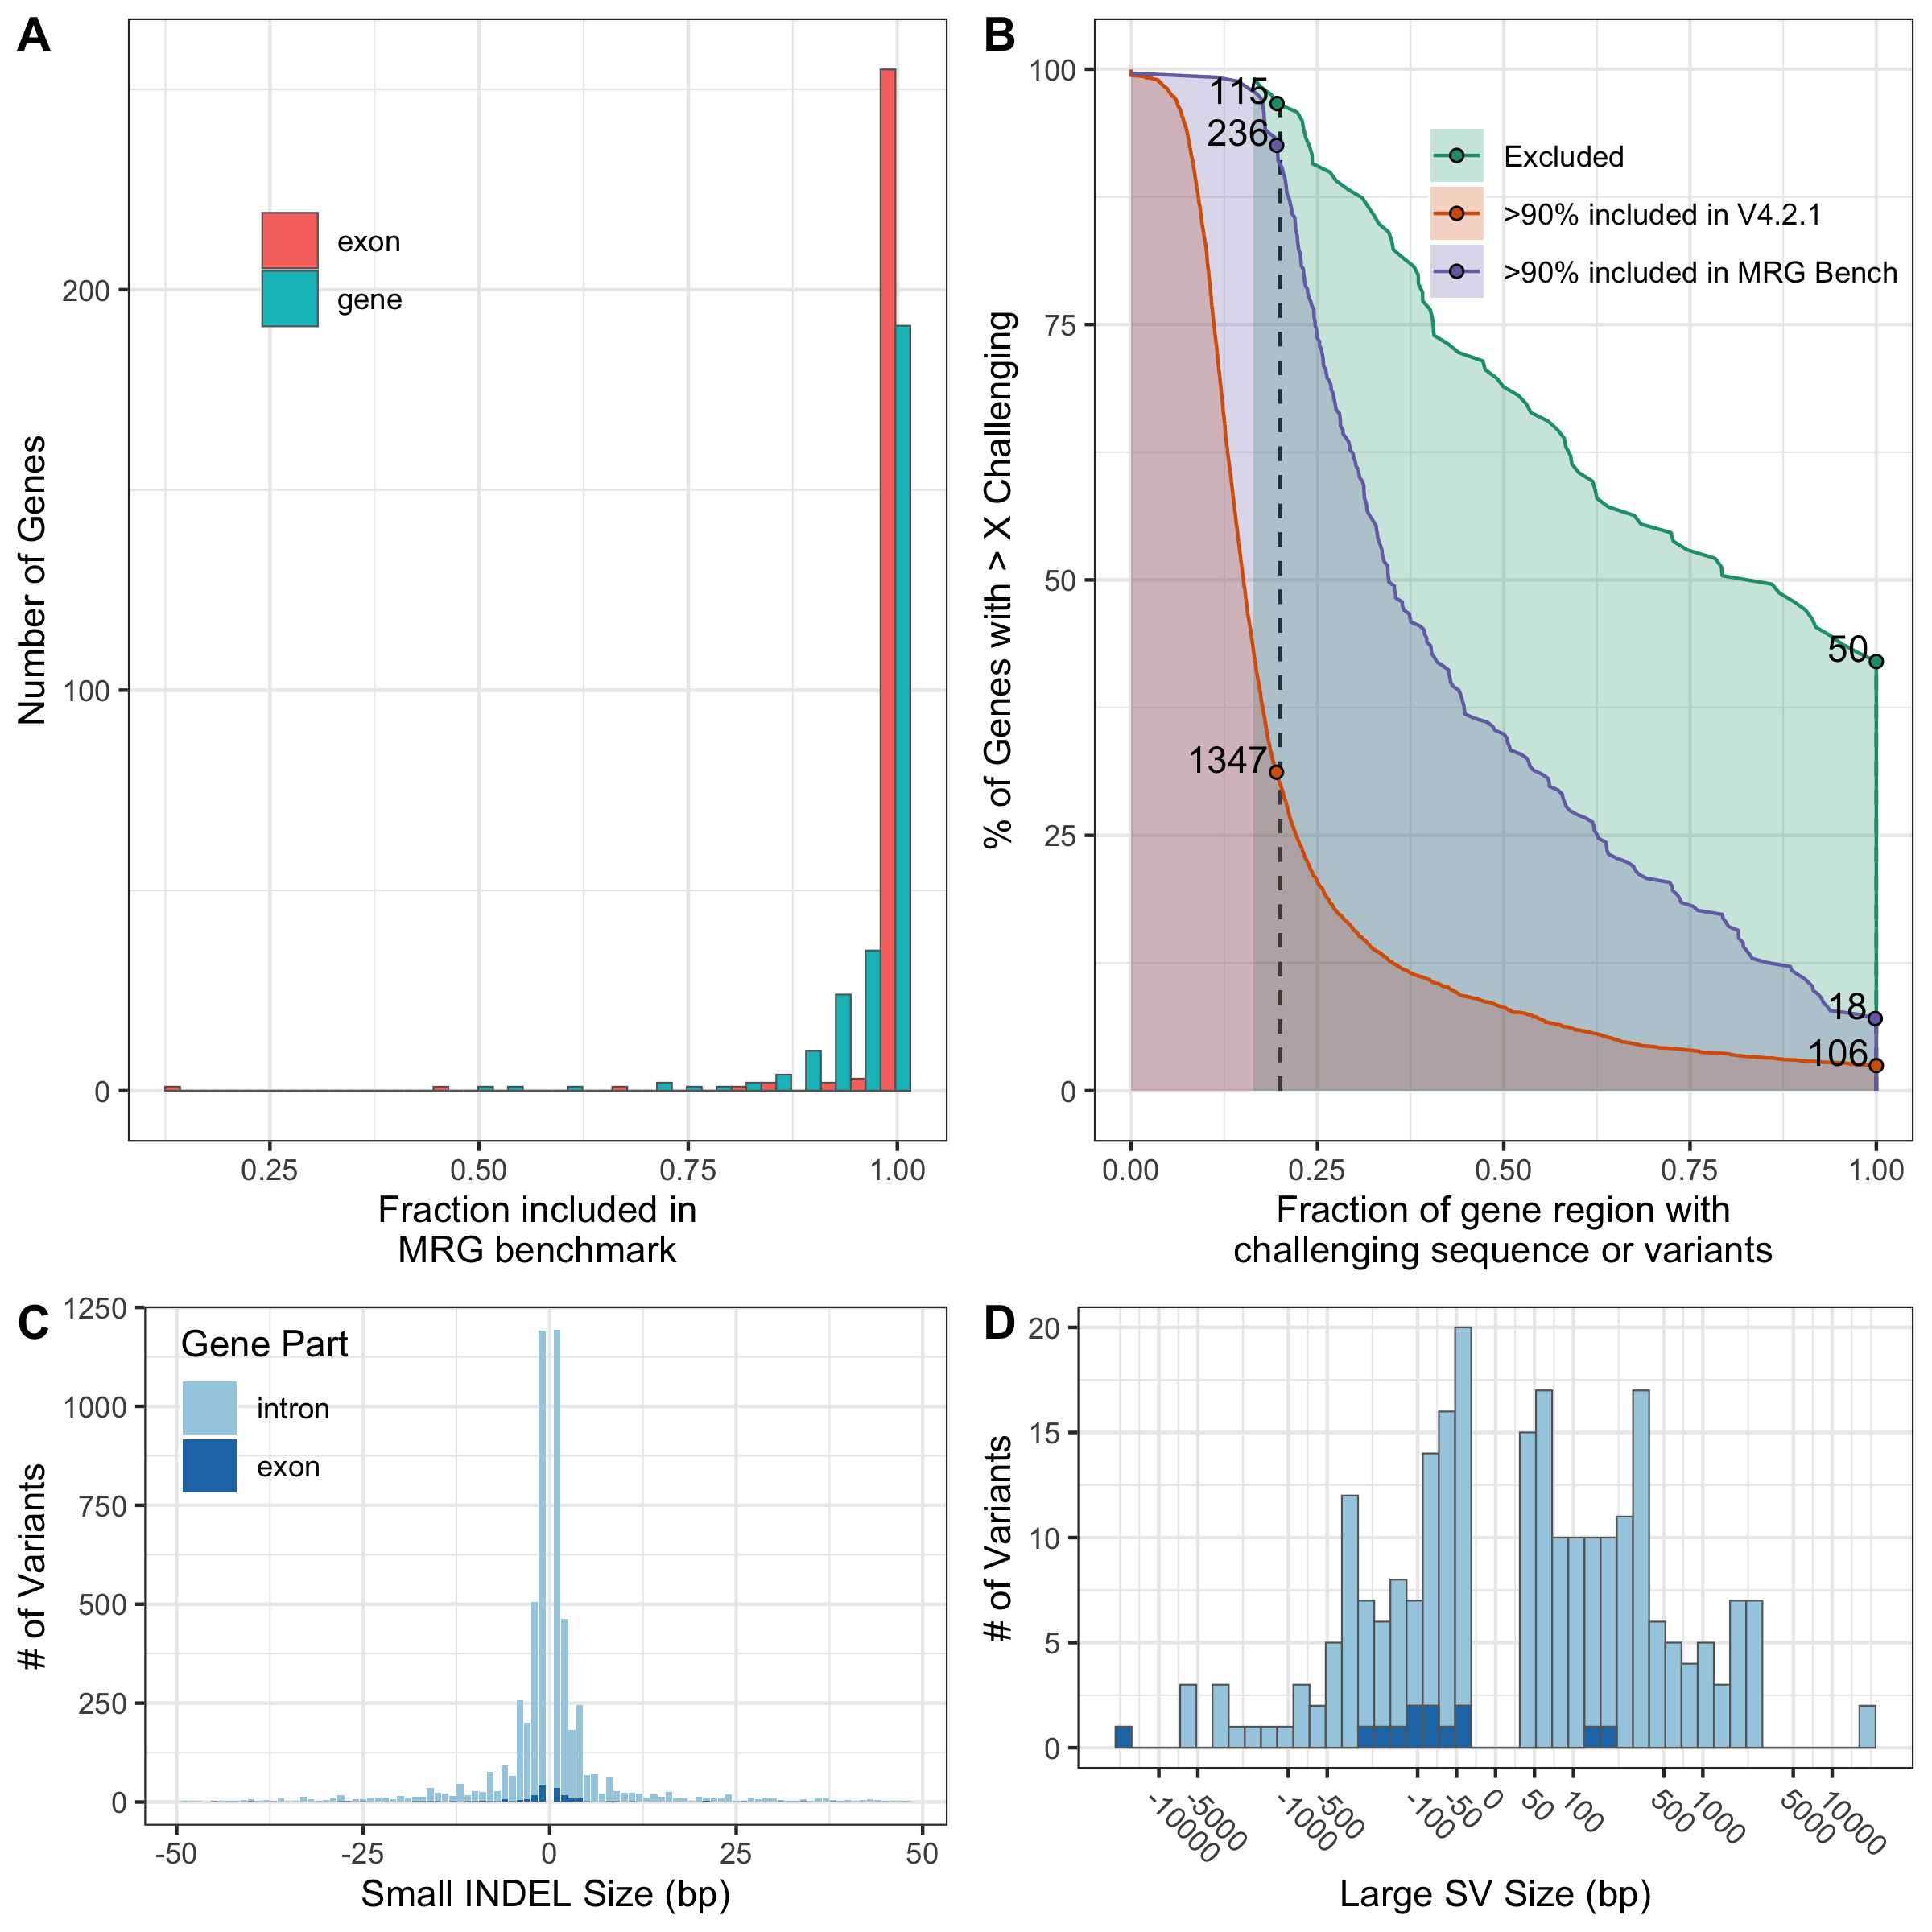 A
Number of Genes
200
100
0
exon
gene
0.25
0.50
0.75
1.00
Fraction included in
MRG benchmark
B
% of Genes with > X Challenging
100
75
50
25
0
115
236
1347
50
18
106
Excluded
>90% included in V4.2.1
>90% included in MRG Bench
0.00
0.25
0.50
0.75
1.00
Fraction of gene region with
challenging sequence or variants
C
# of Variants
1250
1000
750
500
250
0
Gene Part
intron
exon
-50
-25
0
25
50
Small INDEL Size (bp)
D
# of Variants
20
15
10
5
0
-10000
-5000
-1000
-500
-100
-50
0
50
100
500
1000
5000
10000
Large SV Size (bp)